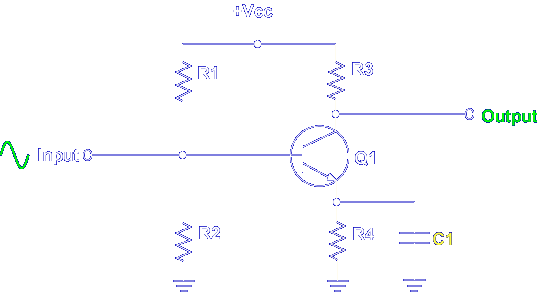 +Vcc
R1
R3
Output
Input
Q1
R2
R4
C1